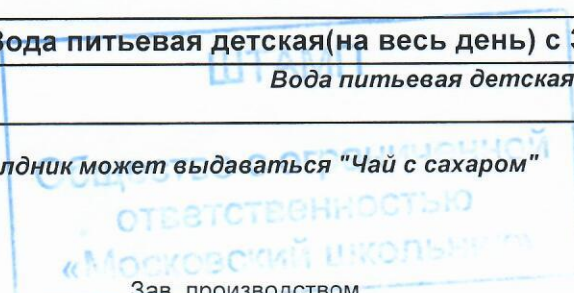 Вода питьевая детская(на весь день) с
ШТАМП
Вода питьевая детская
лдник может выдаваться "Чай с сахаром"
Общество с ограниченной
ответственностью
«Московский школьник»
Зав. производством